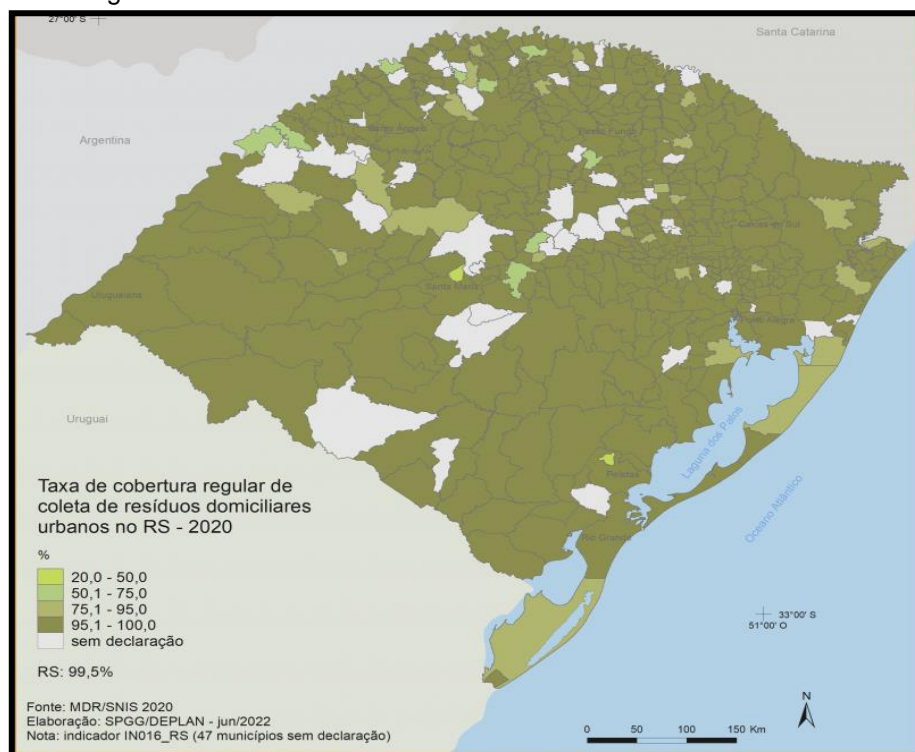 27°00' S
Santa Catarina
Argentina
Passo Fundo
Caxias do Sul
Uruguaiana
Santa Maria
Porto Alegre
Uruguai
Laguna dos Patos
Pelotas
Oceano Atlântico
Rio Grande
Taxa de cobertura regular de
coleta de resíduos domiciliares
urbanos no RS - 2020
%
20,0 - 50,0
50,1 - 75,0
75,1 - 95,0
95,1 - 100,0
sem declaração
RS: 99,5%
33°00' S
51°00' O
Fonte: MDR/SNIS 2020
Elaboração: SPGG/DEPLAN - jun/2022
Nota: indicador IN016_RS (47 municípios sem declaração)
N
0 50 100 150 Km